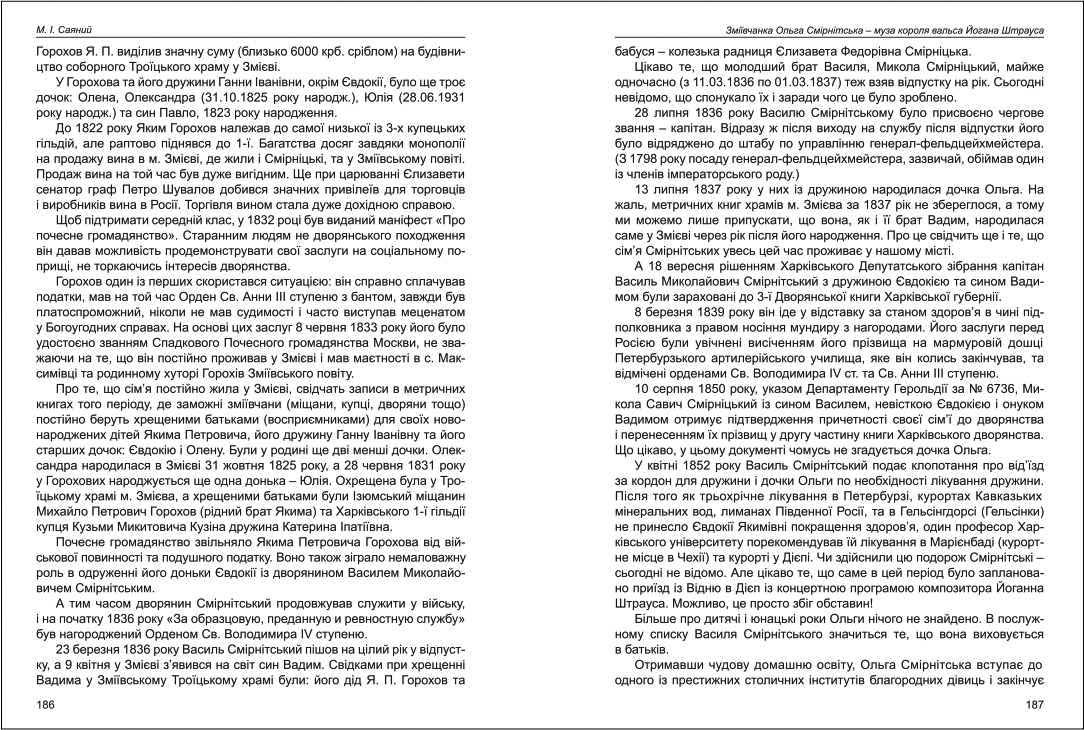 М. І. Саяний
Горохов Я. П. виділив значну суму (близько 6000 крб. сріблом) на будівни-
цтво соборного Троїцького храму у Змієві.
У Горохова та його дружини Ганни Іванівни, окрім Євдокії, було ще троє
дочок: Олена, Олександра (31.10.1825 року народж.), Юлія (28.06.1931
року народж.) та син Павло, 1823 року народження.
До 1822 року Яким Горохов належав до самої низької із 3-х купецьких
гільдій, але раптово піднявся до 1-ї. Багатства досяг завдяки монополії
на продажу вина в м. Змієві, де жили і Смірніцькі, та у Зміївському повіті.
Продаж вина на той час був дуже вигідним. Ще при царюванні Єлизавети
сенатор граф Петро Шувалов добився значних привілеїв для торговців
і виробників вина в Росії. Торгівля вином стала дуже дохідною справою.
Щоб підтримати середній клас, у 1832 році був виданий маніфест «Про
почесне громадянство». Старанним людям не дворянського походження
він давав можливість продемонструвати свої заслуги на соціальному по-
прищі, не торкаючись інтересів дворянства.
Горохов один із перших скористався ситуацією: він справно сплачував
податки, мав на той час Орден Св. Анни III ступеню з бантом, завжди був
платоспроможний, ніколи не мав судимості і часто виступав меценатом
у Богоугодних справах. На основі цих заслуг 8 червня 1833 року його було
удостоєно званням Спадкового Почесного громадянства Москви, не зва-
жаючи на те, що він постійно проживав у Змієві і мав маєтності в с. Мак-
симівці та родинному хуторі Горохів Зміївського повіту.
Про те, що сім’я постійно жила у Змієві, свідчать записи в метричних
книгах того періоду, де заможні зміївчани (міщани, купці, дворяни тощо)
постійно беруть хрещеними батьками (восприємниками) для своїх ново-
народжених дітей Якима Петровича, його дружину Ганну Іванівну та його
старших дочок: Євдокію і Олену. Були у родині ще дві менші дочки. Олек-
сандра народилася в Змієві 31 жовтня 1825 року, а 28 червня 1831 року
у Горохових народжується ще одна донька – Юлія. Охрещена була у Тро-
їцькому храмі м. Змієва, а хрещеними батьками були Ізюмський міщанин
Михайло Петрович Горохов (рідний брат Якима) та Харківського 1-ї гільдії
купця Кузьми Микитовича Кузіна дружина Катерина Іпатіївна.
Почесне громадянство звільняло Якима Петровича Горохова від вій-
ськової повинності та подушного податку. Воно також зіграло немаловажну
роль в одруженні його доньки Євдокії із дворянином Василем Миколайо-
вичем Смірнітським.
А тим часом дворянин Смірнітський продовжував служити у війську,
і на початку 1836 року «За образцовую, преданную и ревностную службу»
був нагороджений Орденом Св. Володимира IV ступеню.
23 березня 1836 року Василь Смірнітський пішов на цілий рік у відпуст-
ку, а 9 квітня у Змієві з’явився на світ син Вадим. Свідками при хрещенні
Вадима у Зміївському Троїцькому храмі були: його дід Я. П. Горохов та
186
Зміївчанка Ольга Смірнітська – муза короля вальса Йогана Штрауса
бабуся – колезька радниця Єлизавета Федорівна Смірніцька.
Цікаво те, що молодший брат Василя, Микола Смірніцький, майже
одночасно (з 11.03.1836 по 01.03.1837) теж взяв відпустку на рік. Сьогодні
невідомо, що спонукало їх і заради чого це було зроблено.
28 липня 1836 року Василю Смірнітському було присвоєно чергове
звання – капітан. Відразу ж після виходу на службу після відпустки його
було відряджено до штабу по управлінню генерал-фельдцейхмейстера.
(З 1798 року посаду генерал-фельдцейхмейстера, зазвичай, обіймав один
із членів імператорського роду.)
13 липня 1837 року у них із дружиною народилася дочка Ольга. На
жаль, метричних книг храмів м. Змієва за 1837 рік не збереглося, а тому
ми можемо лише припускати, що вона, як і її брат Вадим, народилася
саме у Змієві через рік після його народження. Про це свідчить ще і те, що
сім’я Смірнітських увесь цей час проживає у нашому місті.
А 18 вересня рішенням Харківського Депутатського зібрання капітан
Василь Миколайович Смірнітський з дружиною Євдокією та сином Вади-
мом були зараховані до 3-ї Дворянської книги Харківської губернії.
8 березня 1839 року він іде у відставку за станом здоров’я в чині під-
полковника з правом носіння мундиру з нагородами. Його заслуги перед
Росією були увічнені висіченням його прізвища на мармуровій дошці
Петербурзького артилерійського училища, яке він колись закінчував, та
відмічені орденами Св. Володимира IV ст. та Св. Анни III ступеню.
10 серпня 1850 року, указом Департаменту Герольдії за № 6736, Ми-
кола Савич Смірніцький із сином Василем, невісткою Євдокією і онуком
Вадимом отримує підтвердження причетності своєї сім’ї до дворянства
і перенесенням їх прізвищ у другу частину книги Харківського дворянства.
Що цікаво, у цьому документі чомусь не згадується дочка Ольга.
У квітні 1852 року Василь Смірнітський подає клопотання про від’їзд
за кордон для дружини і дочки Ольги по необхідності лікування дружини.
Після того як трьохрічне лікування в Петербурзі, курортах Кавказьких
мінеральних вод, лиманах Південної Росії, та в Гельсінгдорсі (Гельсінки)
не принесло Євдокії Якимівні покращення здоров’я, один професор Хар-
ківського університету порекомендував їй лікування в Марієнбаді (курорт-
не місце в Чехії) та курорті у Дієпі. Чи здійснили цю подорож Смірнітські –
сьогодні не відомо. Але цікаво те, що саме в цей період було заплановa-
но приїзд із Відню в Дієп із концертною програмою композитора Йоганна
Штрауса. Можливо, це просто збіг обставин!
Більше про дитячі і юнацькі роки Ольги нічого не знайдено. В послуж-
ному списку Василя Смірнітського значиться те, що вона виховується
в батьків.
Отримавши чудову домашню освіту, Ольга Смірнітська вступає до
одного із престижних столичних інститутів благородних дівиць і закінчує
187